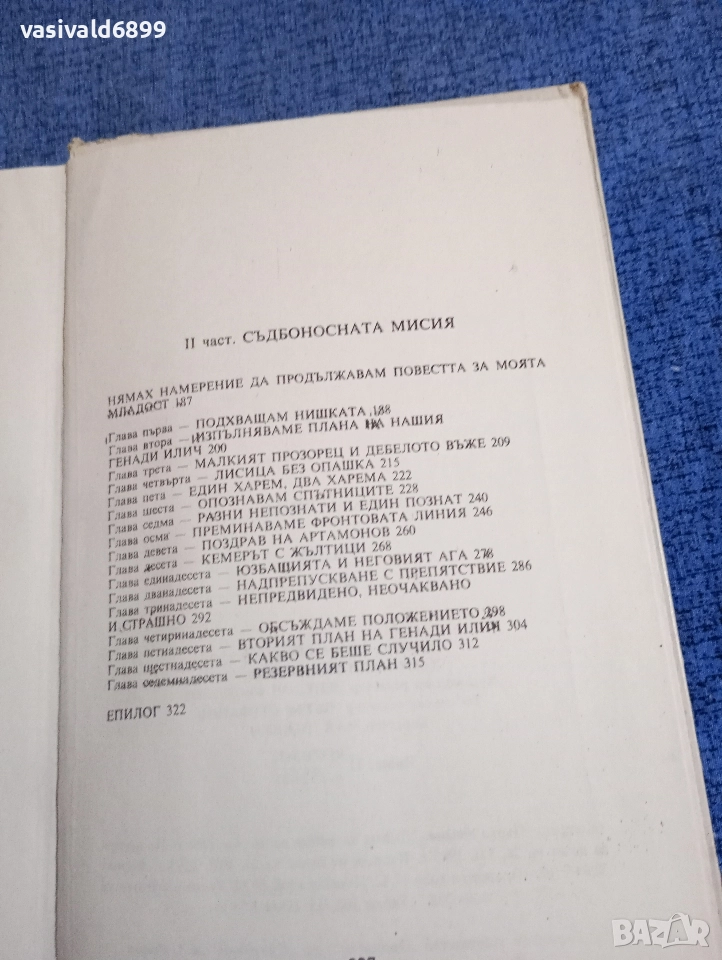 vasivald6899
II част. СЪДБОНОСНАТА МИСИЯ
НЯМАХ НАМЕРЕНИЕ ДА ПРОДЪЛЖАВАМ ПОВЕСТТА ЗА МОЯТА
МЛАДОСТ 187
Глава първа — ПОДХВАЩАМ НИШКАТА 188
Глава втора — ИЗПЪЛНЯВАМЕ ПЛАНА НА НАШИЯ
ГЕНАДИ ИЛИЧ 200
Глава трета — МАЛКИЯТ ПРОЗОРЕЦ И ДЕБЕЛОТО ВЪЖЕ 209
Глава четвърта — ЛИСИЦА БЕЗ ОПАШКА 215
Глава пета — ЕДИН ХАРЕМ, ДВА ХАРЕМА 222
Глава шеста — ОПОЗНАВАМ СПЪТНИЦИТЕ 228
Глава седма — РАЗНИ НЕПОЗНАТИ И ЕДИН ПОЗНАТ 240
Глава осма — ПРЕМИНАВАМЕ ФРОНТОВАТА ЛИНИЯ 246
Глава девета — ПОЗДРАВ НА АРТАМОНОВ 260
Глава десета — КЕМЕРЪТ С ЖЪЛТИЦИ 268
Глава единадесета — ЮЗБАЩИЯТА И НЕГОВИЯТ АГА 278
Глава дванадесета — НАДПРЕПУСКВАНЕ С ПРЕПЯТСТВИЕ 286
Глава тринадесета — НЕПРЕДВИДЕНО, НЕОЧАКВАНО
И СТРАШНО 292
Глава четиринадесета — ОБСЪЖДАМЕ ПОЛОЖЕНИЕТО 298
Глава петнадесета — ВТОРИЯТ ПЛАН НА ГЕНАДИ ИЛИЧ 304
Глава шестнадесета — КАКВО СЕ БЕШЕ СЛУЧИЛО 312
Глава седемнадесета — РЕЗЕРВНИЯТ ПЛАН 315
ЕПИЛОГ 322
BAZAR